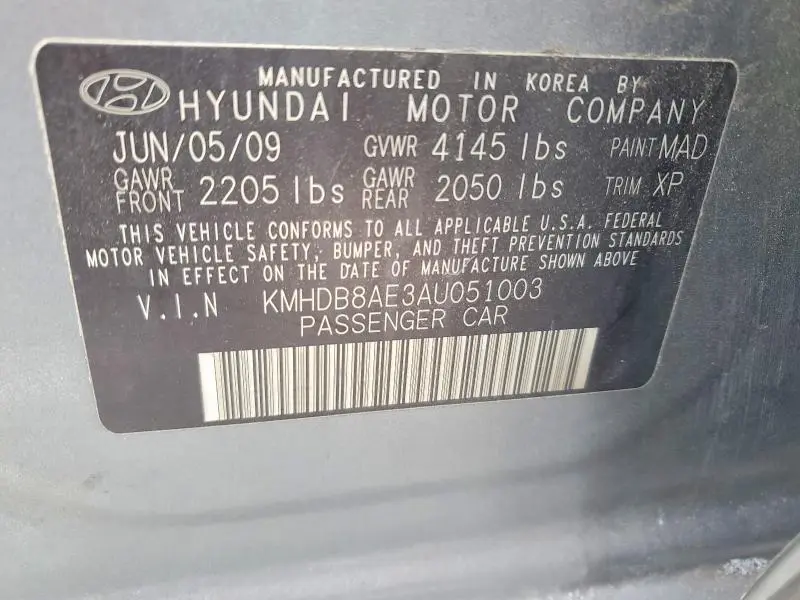 MANUFACTURED IN KOREA BY
HYUNDAI MOTOR COMPANY
JUN/05/09 GVWR 4145 lbs PAINT MAD
GAWR FRONT 2205 lbs GAWR REAR 2050 lbs TRIM XP
THIS VEHICLE CONFORMS TO ALL APPLICABLE U.S.A. FEDERAL
MOTOR VEHICLE SAFETY, BUMPER, AND THEFT PREVENTION STANDARDS
IN EFFECT ON THE DATE OF MANUFACTURE SHOWN ABOVE
V.I.N KMHDB8AE3AU051003
PASSENGER CAR